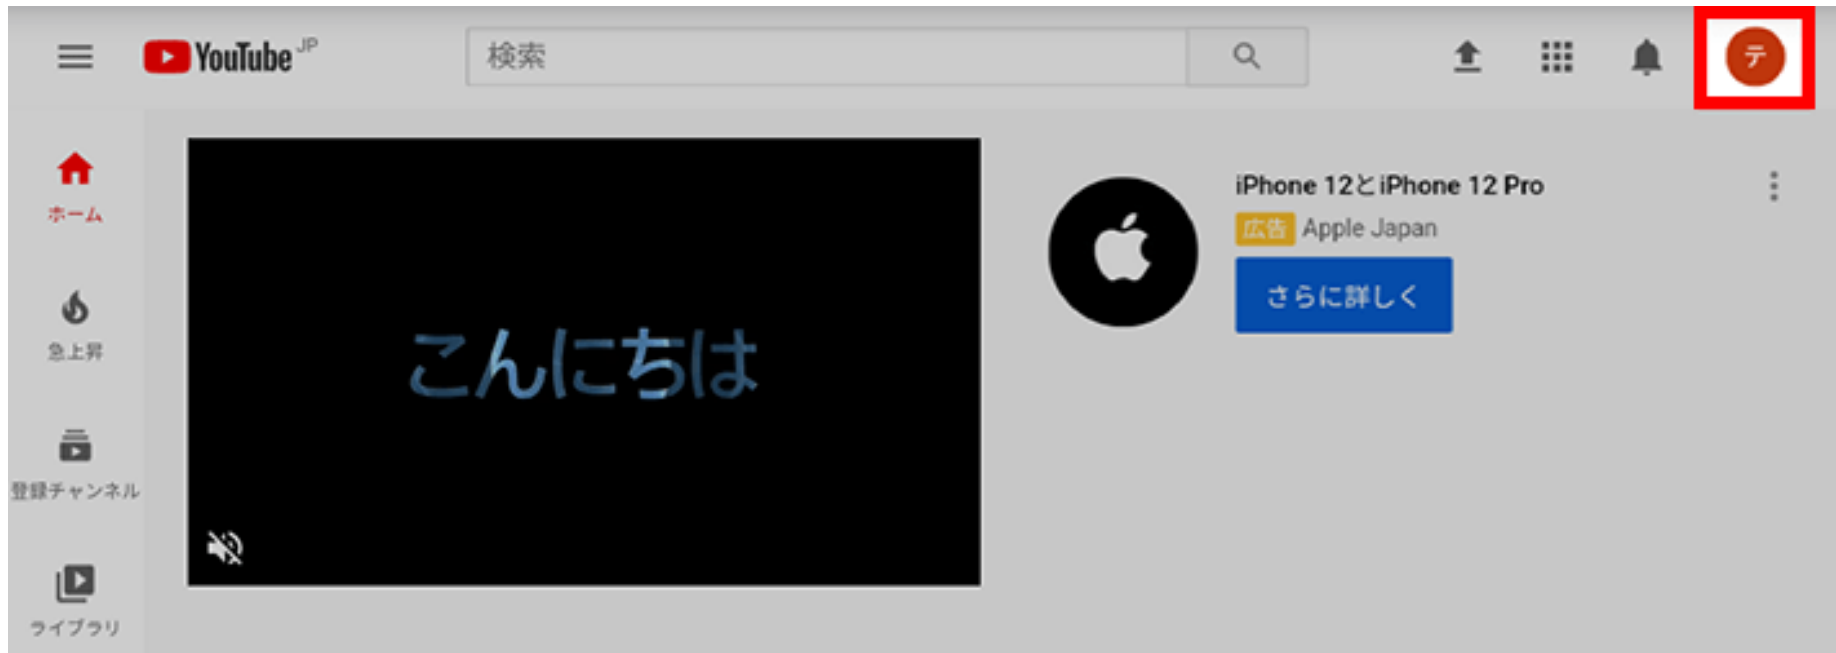 YouTube JP
検索
テ
ホーム
急上昇
登録チャンネル
ライブラリ
こんにちは
iPhone 12とiPhone 12 Pro
広告 Apple Japan
さらに詳しく